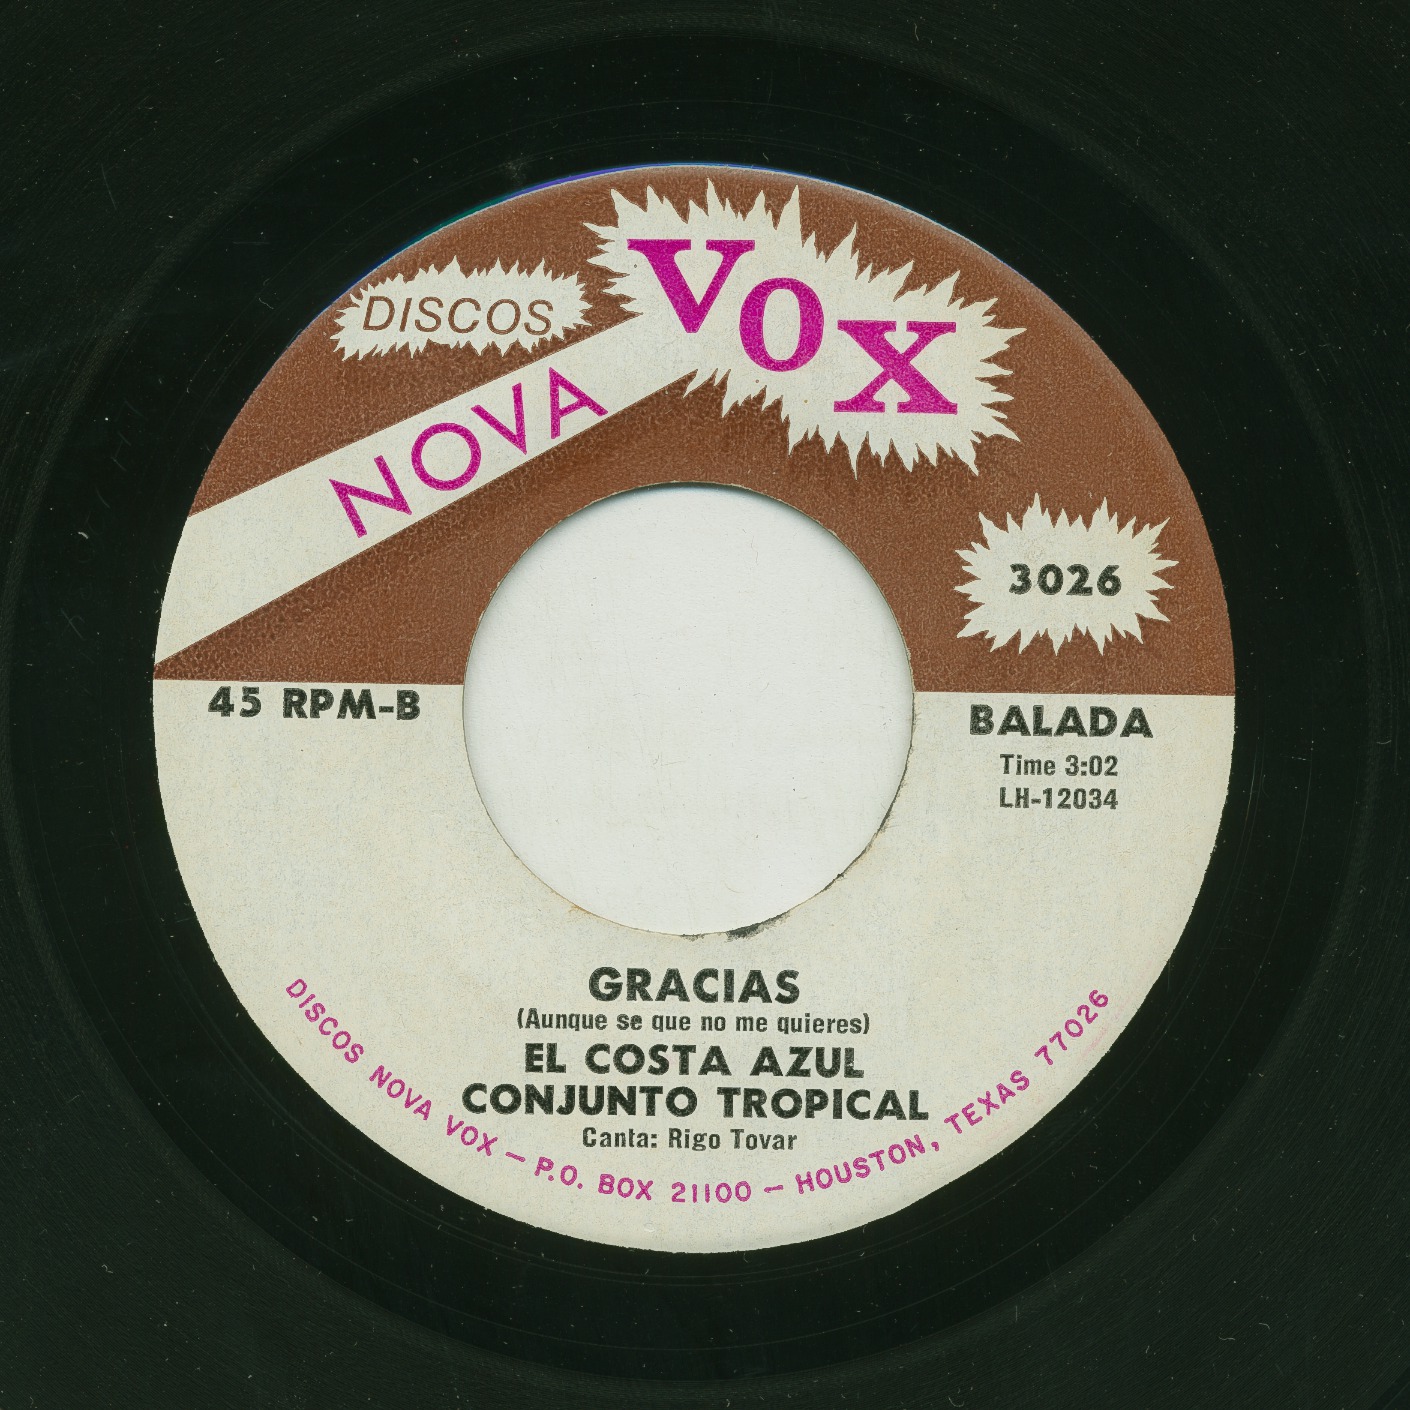 DISCOS
NOVA
VOX
3026
45 RPM-B
BALADA
Time 3:02
LH-12034
GRACIAS
(Aunque se que no me quieres)
EL COSTA AZUL
CONJUNTO TROPICAL
Canta: Rigo Tovar
DISCOS NOVA VOX — P.O. BOX 21100 — HOUSTON, TEXAS 77026